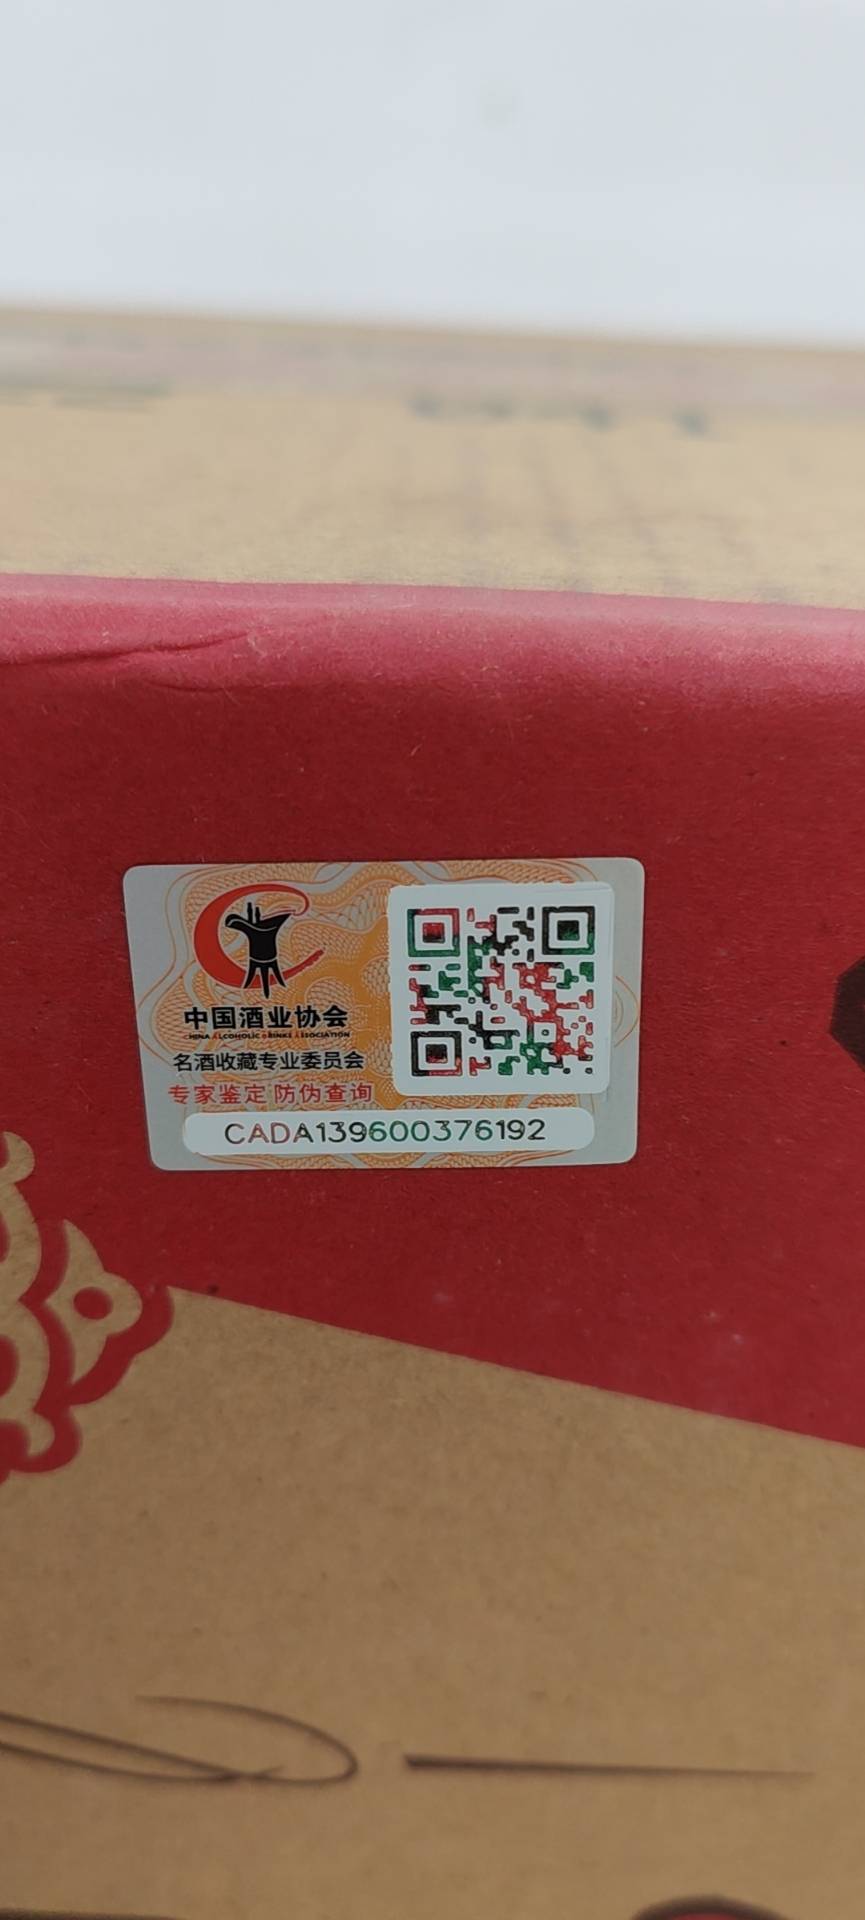 中国酒业协会
CHINA ALCOHOLIC DRINKS ASSOCIATION
名酒收藏专业委员会
专家鉴定 防伪查询
CADA139600376192